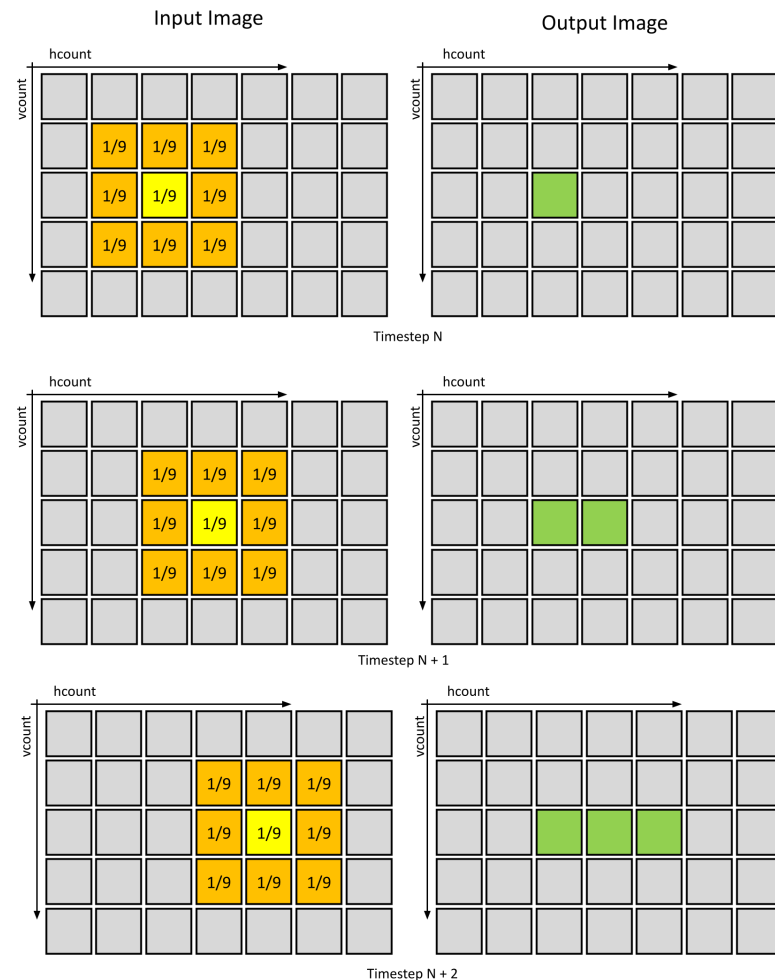 Input Image
Output Image
hcount
hcount
vcount
vcount
1/9 1/9 1/9
1/9 1/9 1/9
1/9 1/9 1/9
Timestep N
hcount
hcount
vcount
vcount
1/9 1/9 1/9
1/9 1/9 1/9
1/9 1/9 1/9
Timestep N + 1
hcount
hcount
vcount
vcount
1/9 1/9 1/9
1/9 1/9 1/9
1/9 1/9 1/9
Timestep N + 2